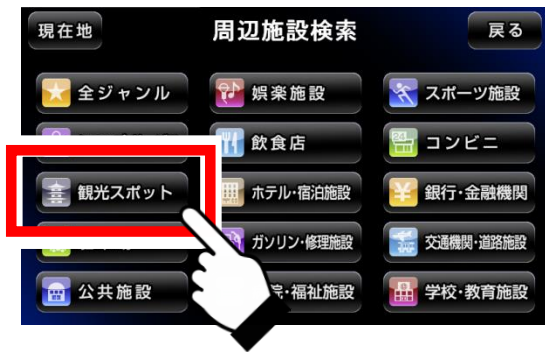 現在地
周辺施設検索
戻る
全ジャンル
娯楽施設
スポーツ施設
飲食店
コンビニ
観光スポット
ホテル・宿泊施設
銀行・金融機関
ガソリン・修理施設
交通機関・道路施設
公共施設
院・福祉施設
学校・教育施設